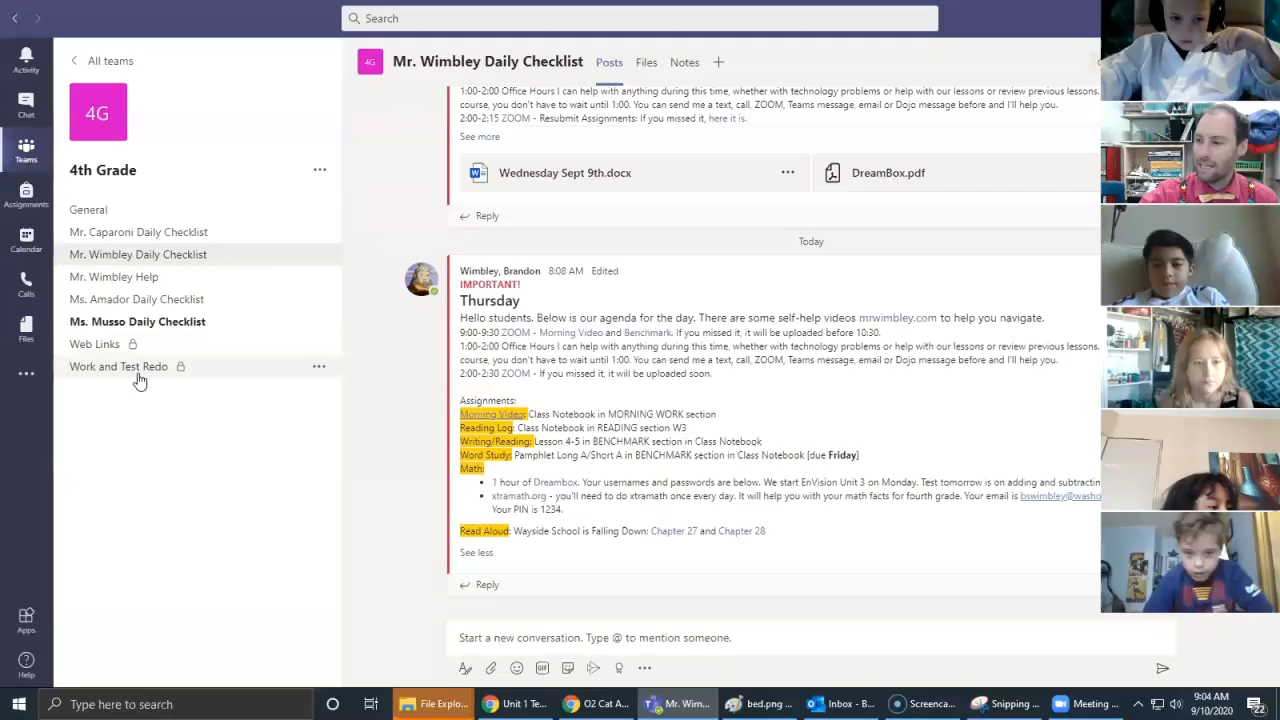 Search
Activity
Chat
Teams
Assignments
Calendar
Calls
Files
Apps
Help
All teams
4G
4th Grade
General
Mr. Caparoni Daily Checklist
Mr. Wimbley Daily Checklist
Mr. Wimbley Help
Ms. Amador Daily Checklist
Ms. Musso Daily Checklist
Web Links
Work and Test Redo
4G Mr. Wimbley Daily Checklist Posts Files Notes
1:00-2:00 Office Hours I can help with anything during this time, whether with technology problems or help with our lessons or review previous lessons.
course, you don't have to wait until 1:00. You can send me a text, call, ZOOM, Teams message, email or Dojo message before and I'll help you.
2:00-2:15 ZOOM - Resubmit Assignments: If you missed it, here it is.
See more
Wednesday Sept 9th.docx
DreamBox.pdf
Reply
Today
Wimbley, Brandon 8:08 AM Edited
IMPORTANT!
Thursday
Hello students. Below is our agenda for the day. There are some self-help videos mrwimbley.com to help you navigate.
9:00-9:30 ZOOM - Morning Video and Benchmark. If you missed it, it will be uploaded before 10:30.
1:00-2:00 Office Hours I can help with anything during this time, whether with technology problems or help with our lessons or review previous lessons.
course, you don't have to wait until 1:00. You can send me a text, call, ZOOM, Teams message, email or Dojo message before and I'll help you.
2:00-2:30 ZOOM - If you missed it, it will be uploaded soon.
Assignments:
Morning Video: Class Notebook in MORNING WORK section
Reading Log: Class Notebook in READING section W3
Writing/Reading: Lesson 4-5 in BENCHMARK section in Class Notebook
Word Study: Pamphlet Long A/Short A in BENCHMARK section in Class Notebook [due Friday]
Math:
1 hour of Dreambox. Your usernames and passwords are below. We start EnVision Unit 3 on Monday. Test tomorrow is on adding and subtractin
xtramath.org - you'll need to do xtramath once every day. It will help you with your math facts for fourth grade. Your email is bswimbley@washo
Your PIN is 1234.
Read Aloud: Wayside School is Falling Down: Chapter 27 and Chapter 28
See less
Reply
Start a new conversation. Type @ to mention someone.
GIF
Type here to search
File Explo...
Unit 1 Te...
O2 Cat A...
Mr. Wim...
bed.png ...
Inbox - B...
Screenca...
Snipping ...
Meeting ...
9:04 AM
9/10/2020
22